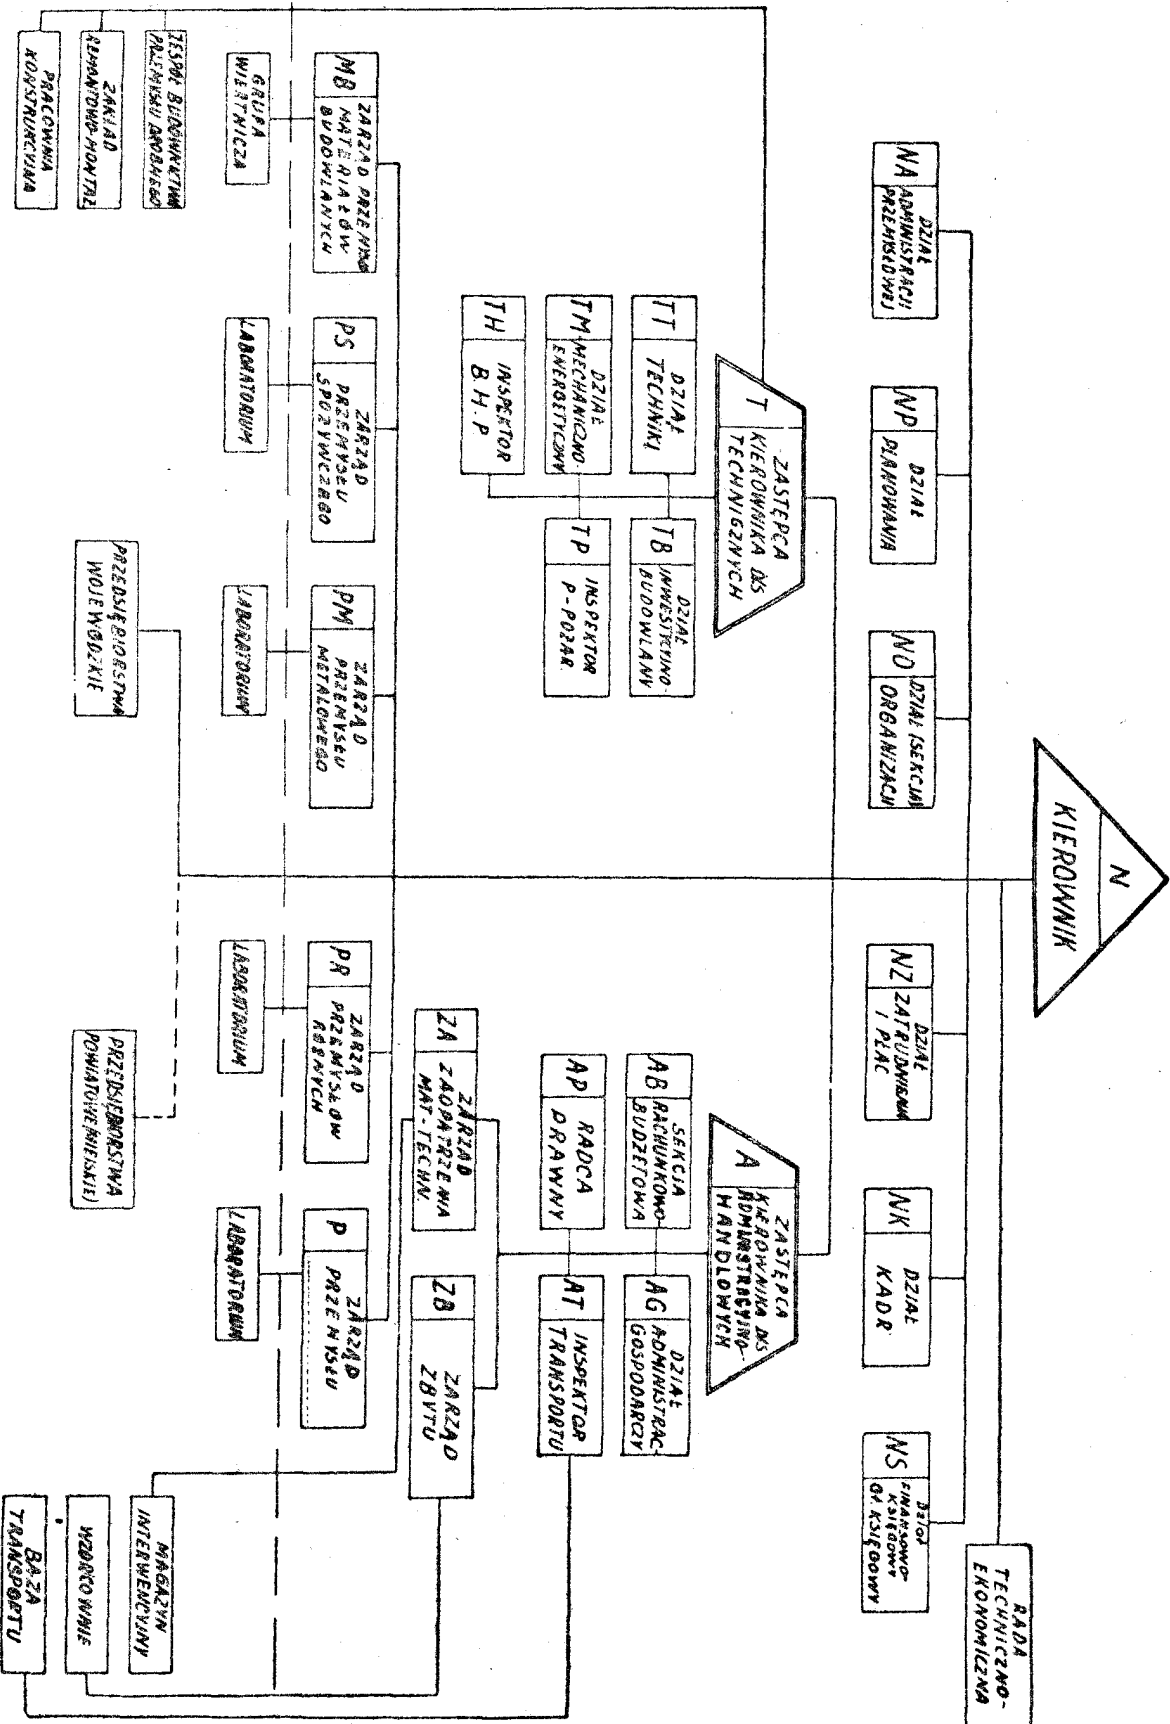 N
KIEROWNIK
RADA
TECHNICZNO-
EKONOMICZNA
NA
DZIAŁ
ADMINISTRACJI
PRZEMYSŁOWEJ
NP
DZIAŁ
PLANOWANIA
NO
DZIAŁ (SEKCJA)
ORGANIZACJI
NZ
DZIAŁ
ZATRUDNIENIA
I PŁAC
NK
DZIAŁ
KADR
NS
Dział
FINANSOWO-
KSIĘGOWY
GŁ. KSIĘGOWY
T
ZASTĘPCA
KIEROWNIKA D/S
TECHNICZNYCH
A
ZASTĘPCA
KIEROWNIKA D/S
ADMINISTRACYJNO-
HANDLOWYCH
TT
DZIAŁ
TECHNIKI
TB
DZIAŁ
INWESTYCYJNO-
BUDOWLANY
AB
SEKCJA
RACHUNKOWO-
BUDŻETOWA
AG
DZIAŁ
ADMINISTRAC-
GOSPODARCZY
TM
DZIAŁ
MECHANICZNO-
ENERGETYCZNY
TP
INSPEKTOR
P-POŻAR.
AP
RADCA
PRAWNY
AT
INSPEKTOR
TRANSPORTU
TH
INSPEKTOR
B.H.P
ZA
ZARZĄD
ZAOPATRZENIA
MAT-TECHN
ZB
ZARZĄD
ZBYTU
MB
ZARZĄD PRZEMYSŁU
MATERIAŁÓW
BUDOWLANYCH
PS
ZARZĄD
PRZEMYSŁU
SPOŻYWCZEGO
PM
ZARZĄD
PRZEMYSŁU
METALOWEGO
PR
ZARZĄD
PRZEMYSŁÓW
RÓŻNYCH
P
ZARZĄD
PRZEMYSŁU
GRUPA
WIERTNICZA
LABORATORIUM
LABORATORIUM
LABORATORIUM
LABORATORIUM
ZESPÓŁ BUDOWNICTWA
PRZEMYSŁU DROBNEGO
ZAKŁAD
REMONTOWO-MONTAŻ
PRACOWNIA
KONSTRUKCYJNA
PRZEDSIĘBIORSTWA
WOJEWÓDZKIE
PRZEDSIĘBIORSTWA
POWIATOWE (MIEJSKIE)
MAGAZYN
INTERWENCYJNY
WZORCOWNIE
BAZA
TRANSPORTU